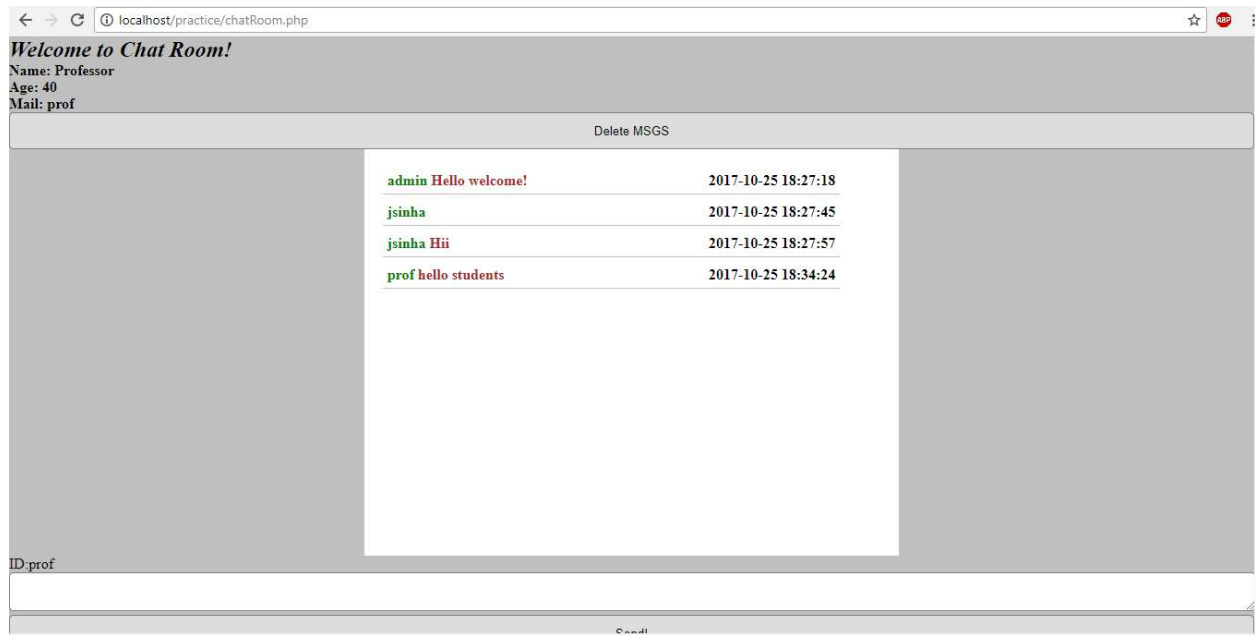 localhost/practice/chatRoom.php
ABP
Welcome to Chat Room!
Name: Professor
Age: 40
Mail: prof
Delete MSGS
admin Hello welcome! 2017-10-25 18:27:18
jsinha 2017-10-25 18:27:45
jsinha Hii 2017-10-25 18:27:57
prof hello students 2017-10-25 18:34:24
ID:prof
Send!